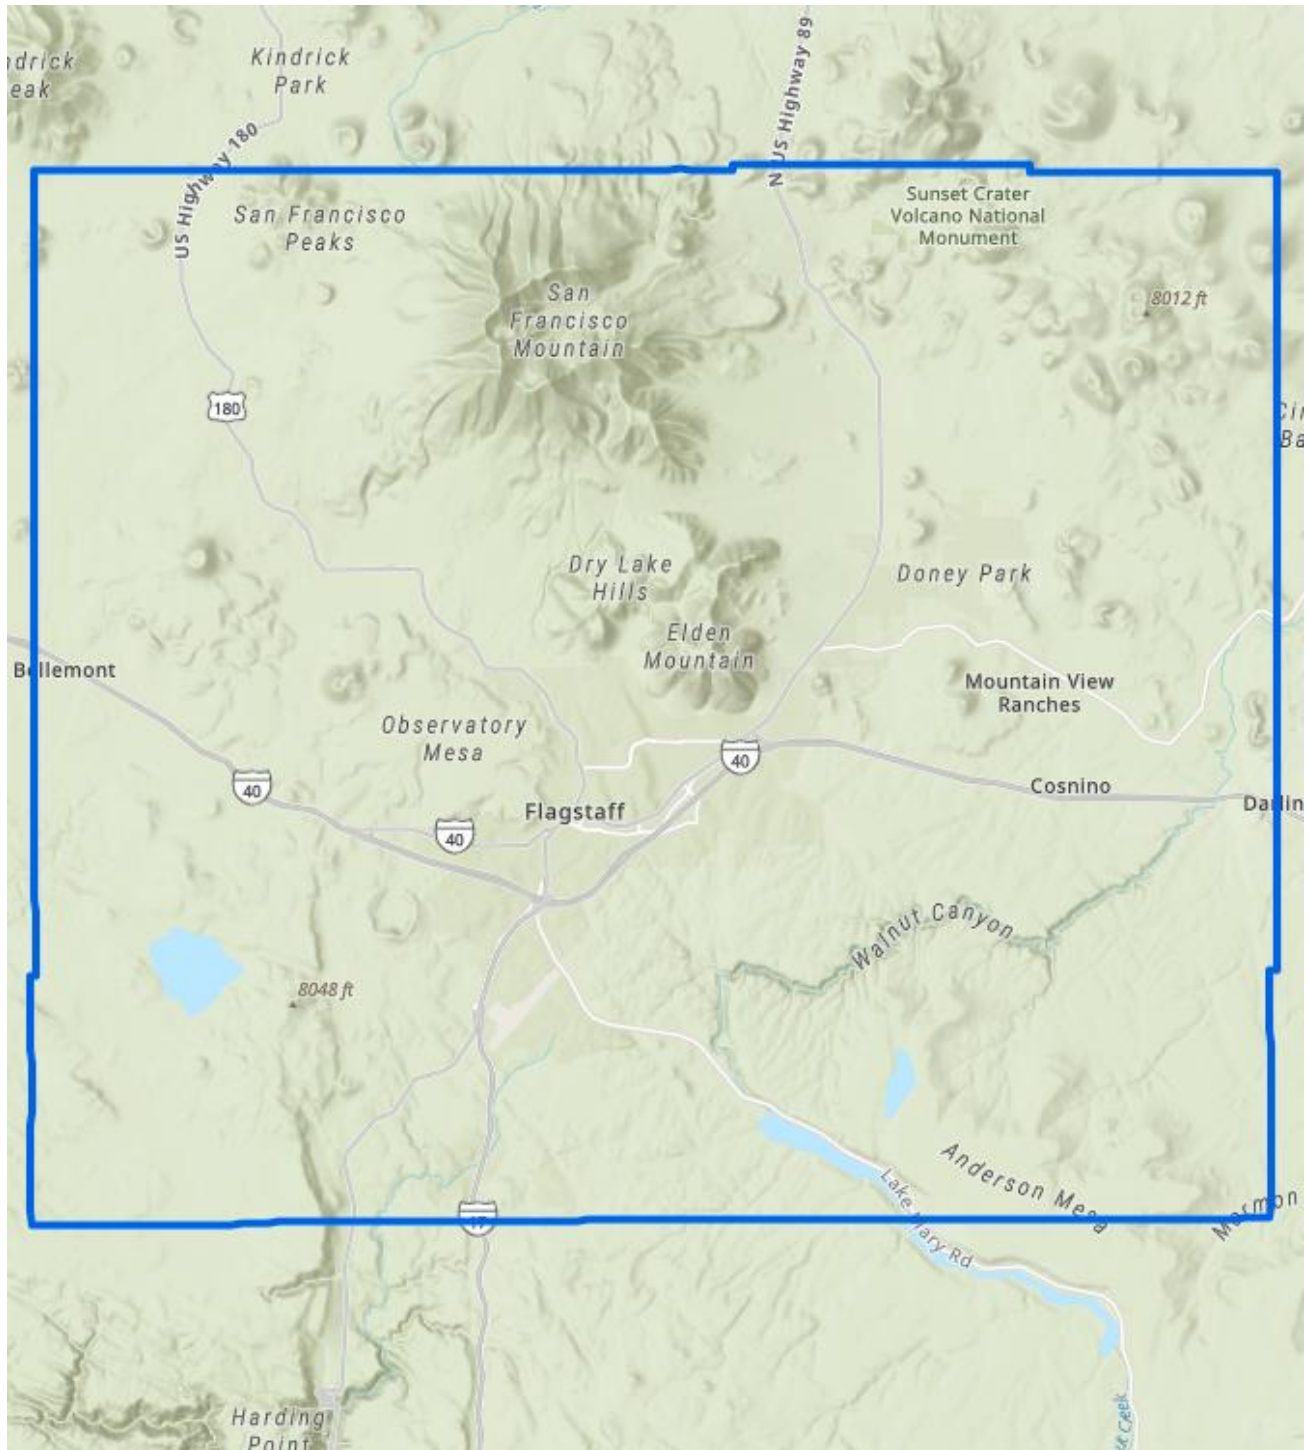 Kindrick
Park
N US Highway 89
US Highway 180
San Francisco
Peaks
Sunset Crater
Volcano National
Monument
San
Francisco
Mountain
8012 ft
180
Dry Lake
Hills
Doney Park
Elden
Mountain
Bellemont
Mountain View
Ranches
Observatory
Mesa
40
40
Cosnino
Flagstaff
40
Walnut Canyon
8048 ft
Anderson Mesa
Lake Mary Rd
Mormon
Harding
Point